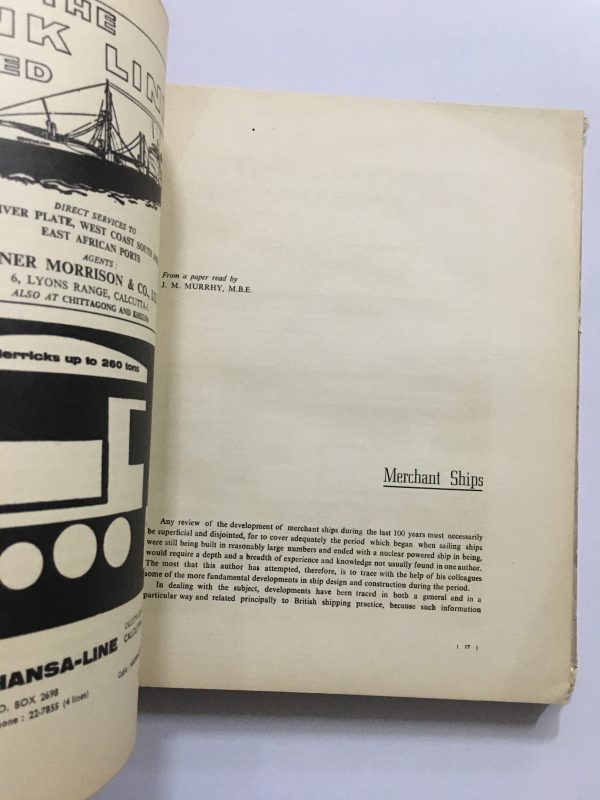 THE
NK LINE
ED
DIRECT SERVICES TO
IVER PLATE, WEST COAST SOUTH
EAST AFRICAN PORTS
AGENTS :
NER MORRISON & CO.,
6, LYONS RANGE, CALCUTTA-1
ALSO AT CHITTAGONG AND KHULNA
derricks up to 260 tons
HANSA-LINE
O. BOX 2698
hone : 22-7855 (4 lines)
From a paper read by
J. M. MURRHY, M.B.E.
Merchant Ships
Any review of the development of merchant ships during the last 100 years must necessarily
be superficial and disjointed, for to cover adequately the period which began when sailing ships
were still being built in reasonably large numbers and ended with a nuclear powered ship in being,
would require a depth and a breadth of experience and knowledge not usually found in one author.
The most that this author has attempted, therefore, is to trace with the help of his colleagues
some of the more fundamental developments in ship design and construction during the period.
In dealing with the subject, developments have been traced in both a general and in a
particular way and related principally to British shipping practice, because such information
[ 17 ]